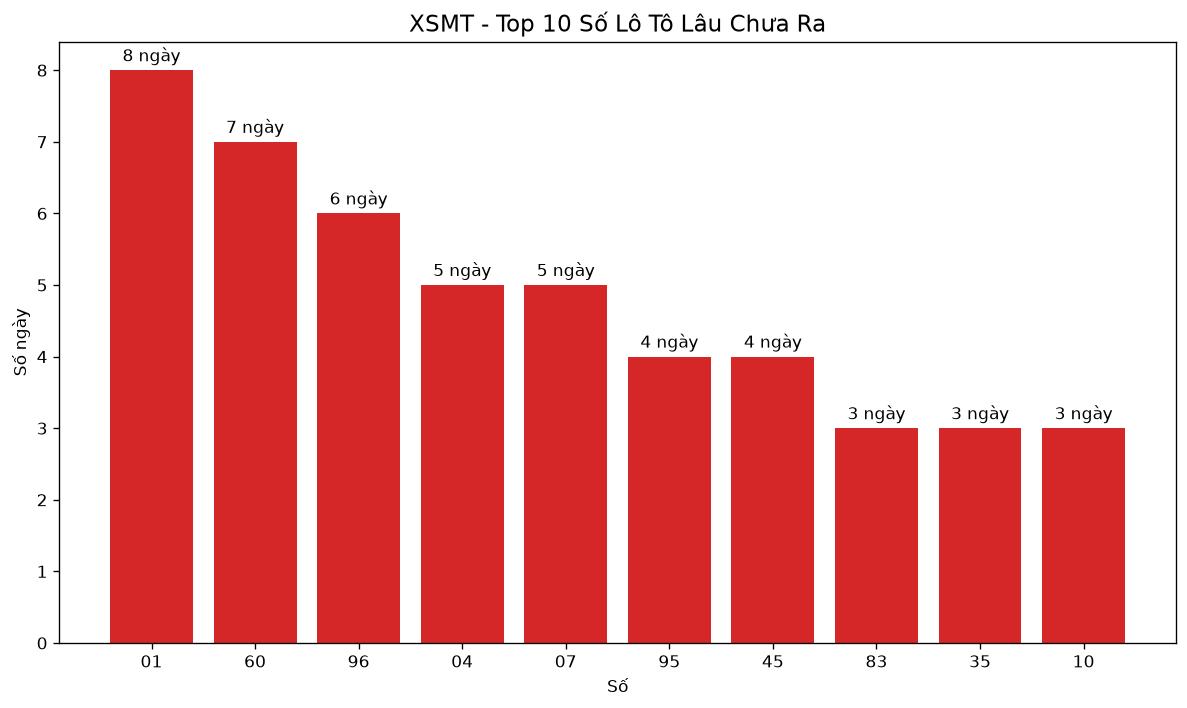 XSMT - Top 10 Số Lô Tô Lâu Chưa Ra
8 ngày
7 ngày
6 ngày
5 ngày
5 ngày
4 ngày
4 ngày
3 ngày
3 ngày
3 ngày
8
7
6
5
4
3
2
1
0
Số ngày
01 60 96 04 07 95 45 83 35 10
Số